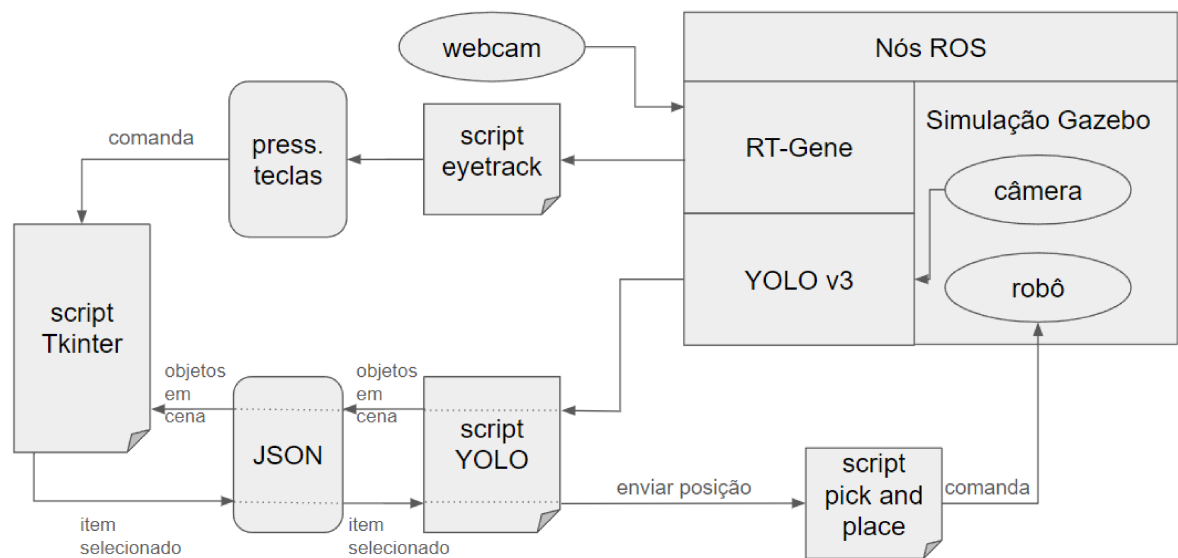 webcam
Nós ROS
RT-Gene
Simulação Gazebo
câmera
robô
YOLO v3
script
eyetrack
press.
teclas
comanda
script
Tkinter
objetos
em
cena
JSON
objetos
em
cena
script
YOLO
item
selecionado
item
selecionado
enviar posição
script
pick and
place
comanda